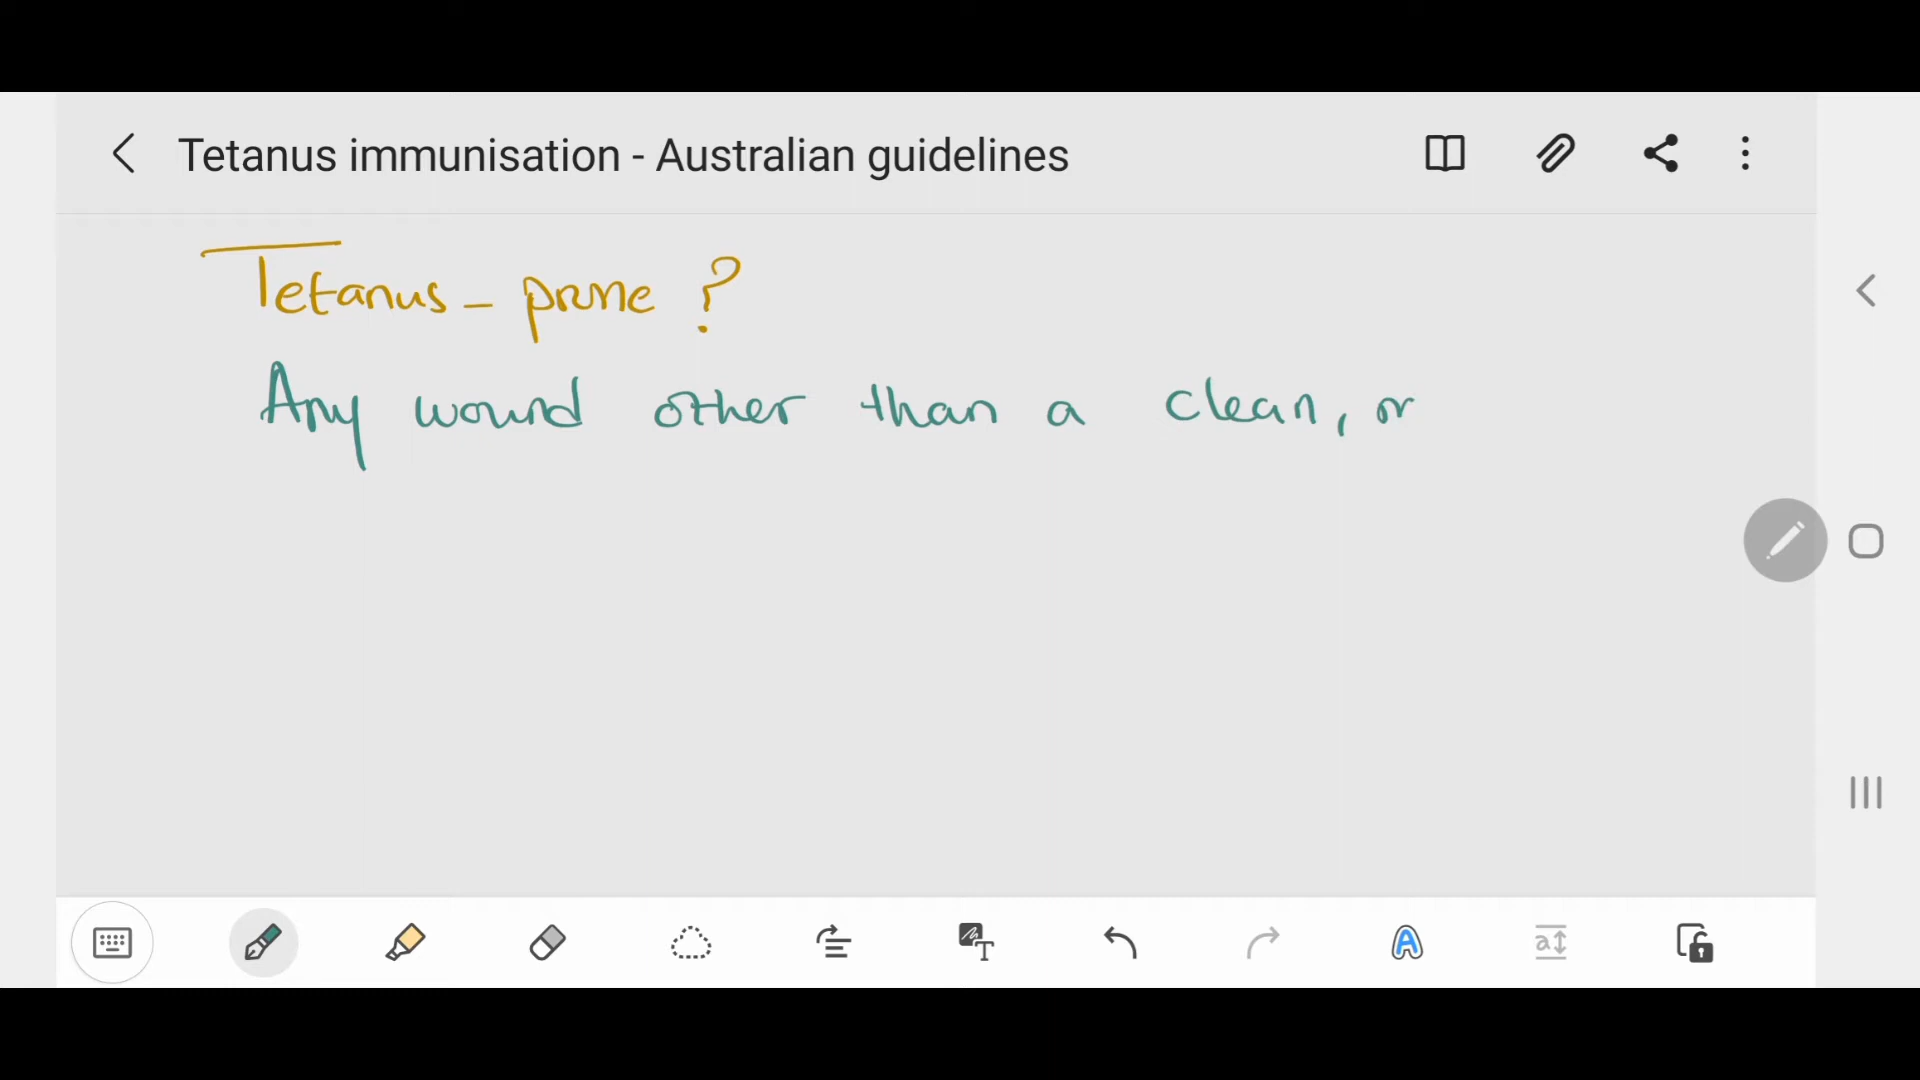 Tetanus immunisation - Australian guidelines
Tetanus - prone ?
Any wound other than a clean, or